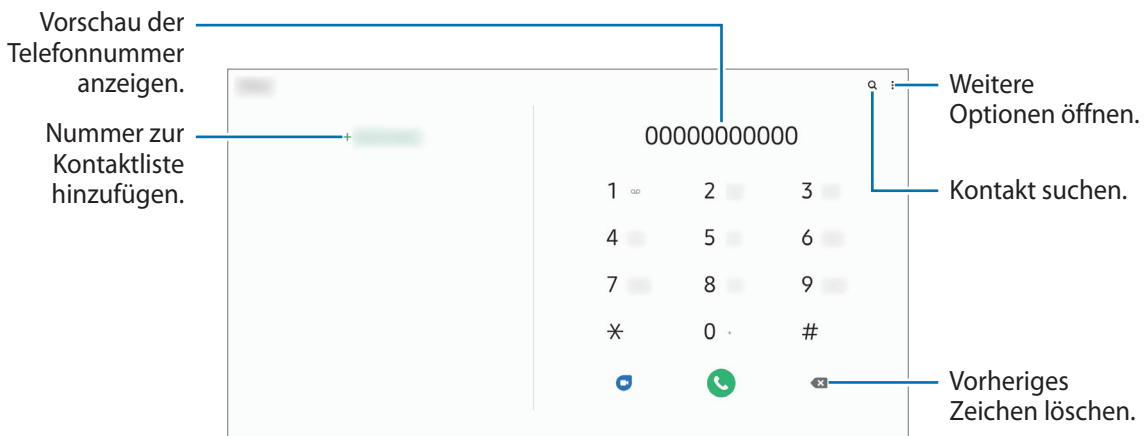 Vorschau der
Telefonnummer
anzeigen.
Nummer zur
Kontaktliste
hinzufügen.
00000000000
1 2 3
4 5 6
7 8 9
* 0 #
Weitere
Optionen öffnen.
Kontakt suchen.
Vorheriges
Zeichen löschen.